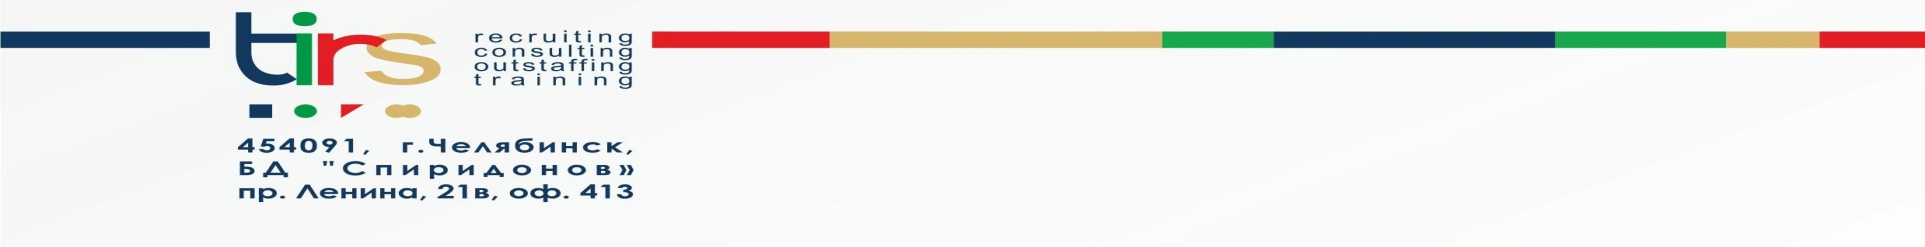 tirs
recruiting
consulting
outstaffing
training
454091, г.Челябинск,
БД "Спиридонов»
пр. Ленина, 21в, оф. 413